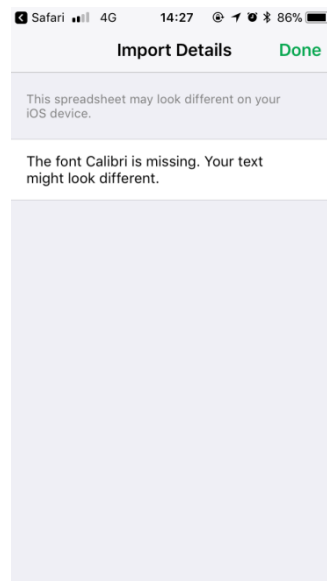 Safari 4G 14:27 86%
Import Details Done
This spreadsheet may look different on your
iOS device.
The font Calibri is missing. Your text
might look different.